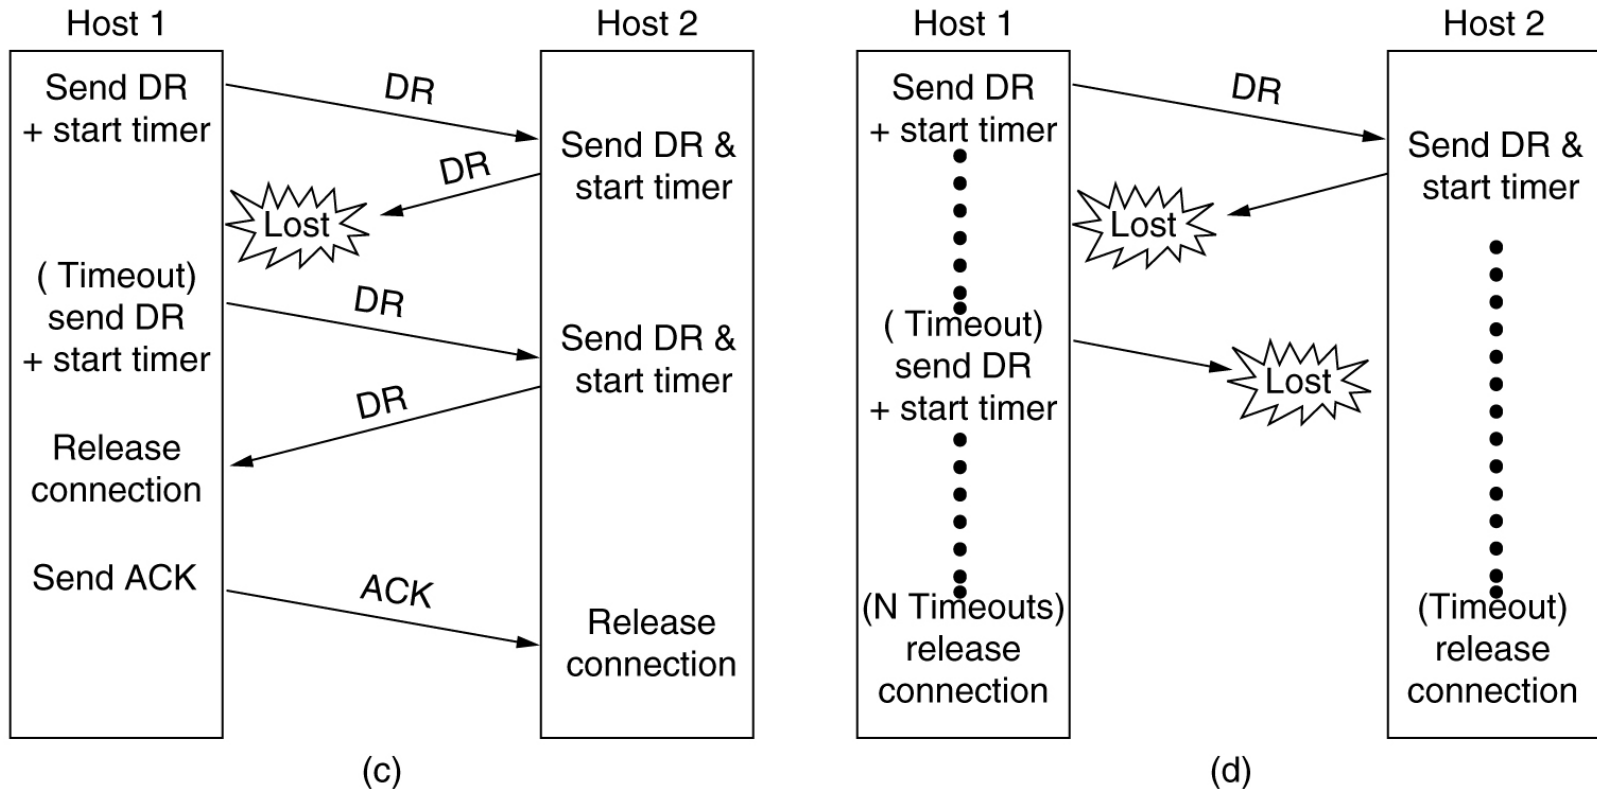 Host 1
Host 2
Send DR
+ start timer
DR
Send DR &
start timer
DR
Lost
( Timeout)
send DR
+ start timer
DR
Send DR &
start timer
DR
Release
connection
Send ACK
ACK
Release
connection
(c)
Host 1
Host 2
Send DR
+ start timer
DR
Send DR &
start timer
Lost
( Timeout)
send DR
+ start timer
Lost
(N Timeouts)
release
connection
(Timeout)
release
connection
(d)